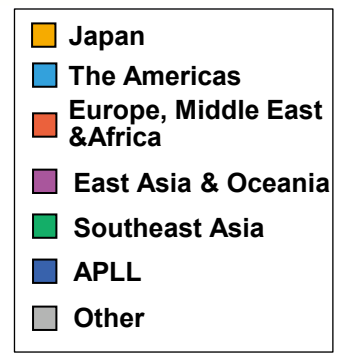 Japan
The Americas
Europe, Middle East
&Africa
East Asia & Oceania
Southeast Asia
APLL
Other